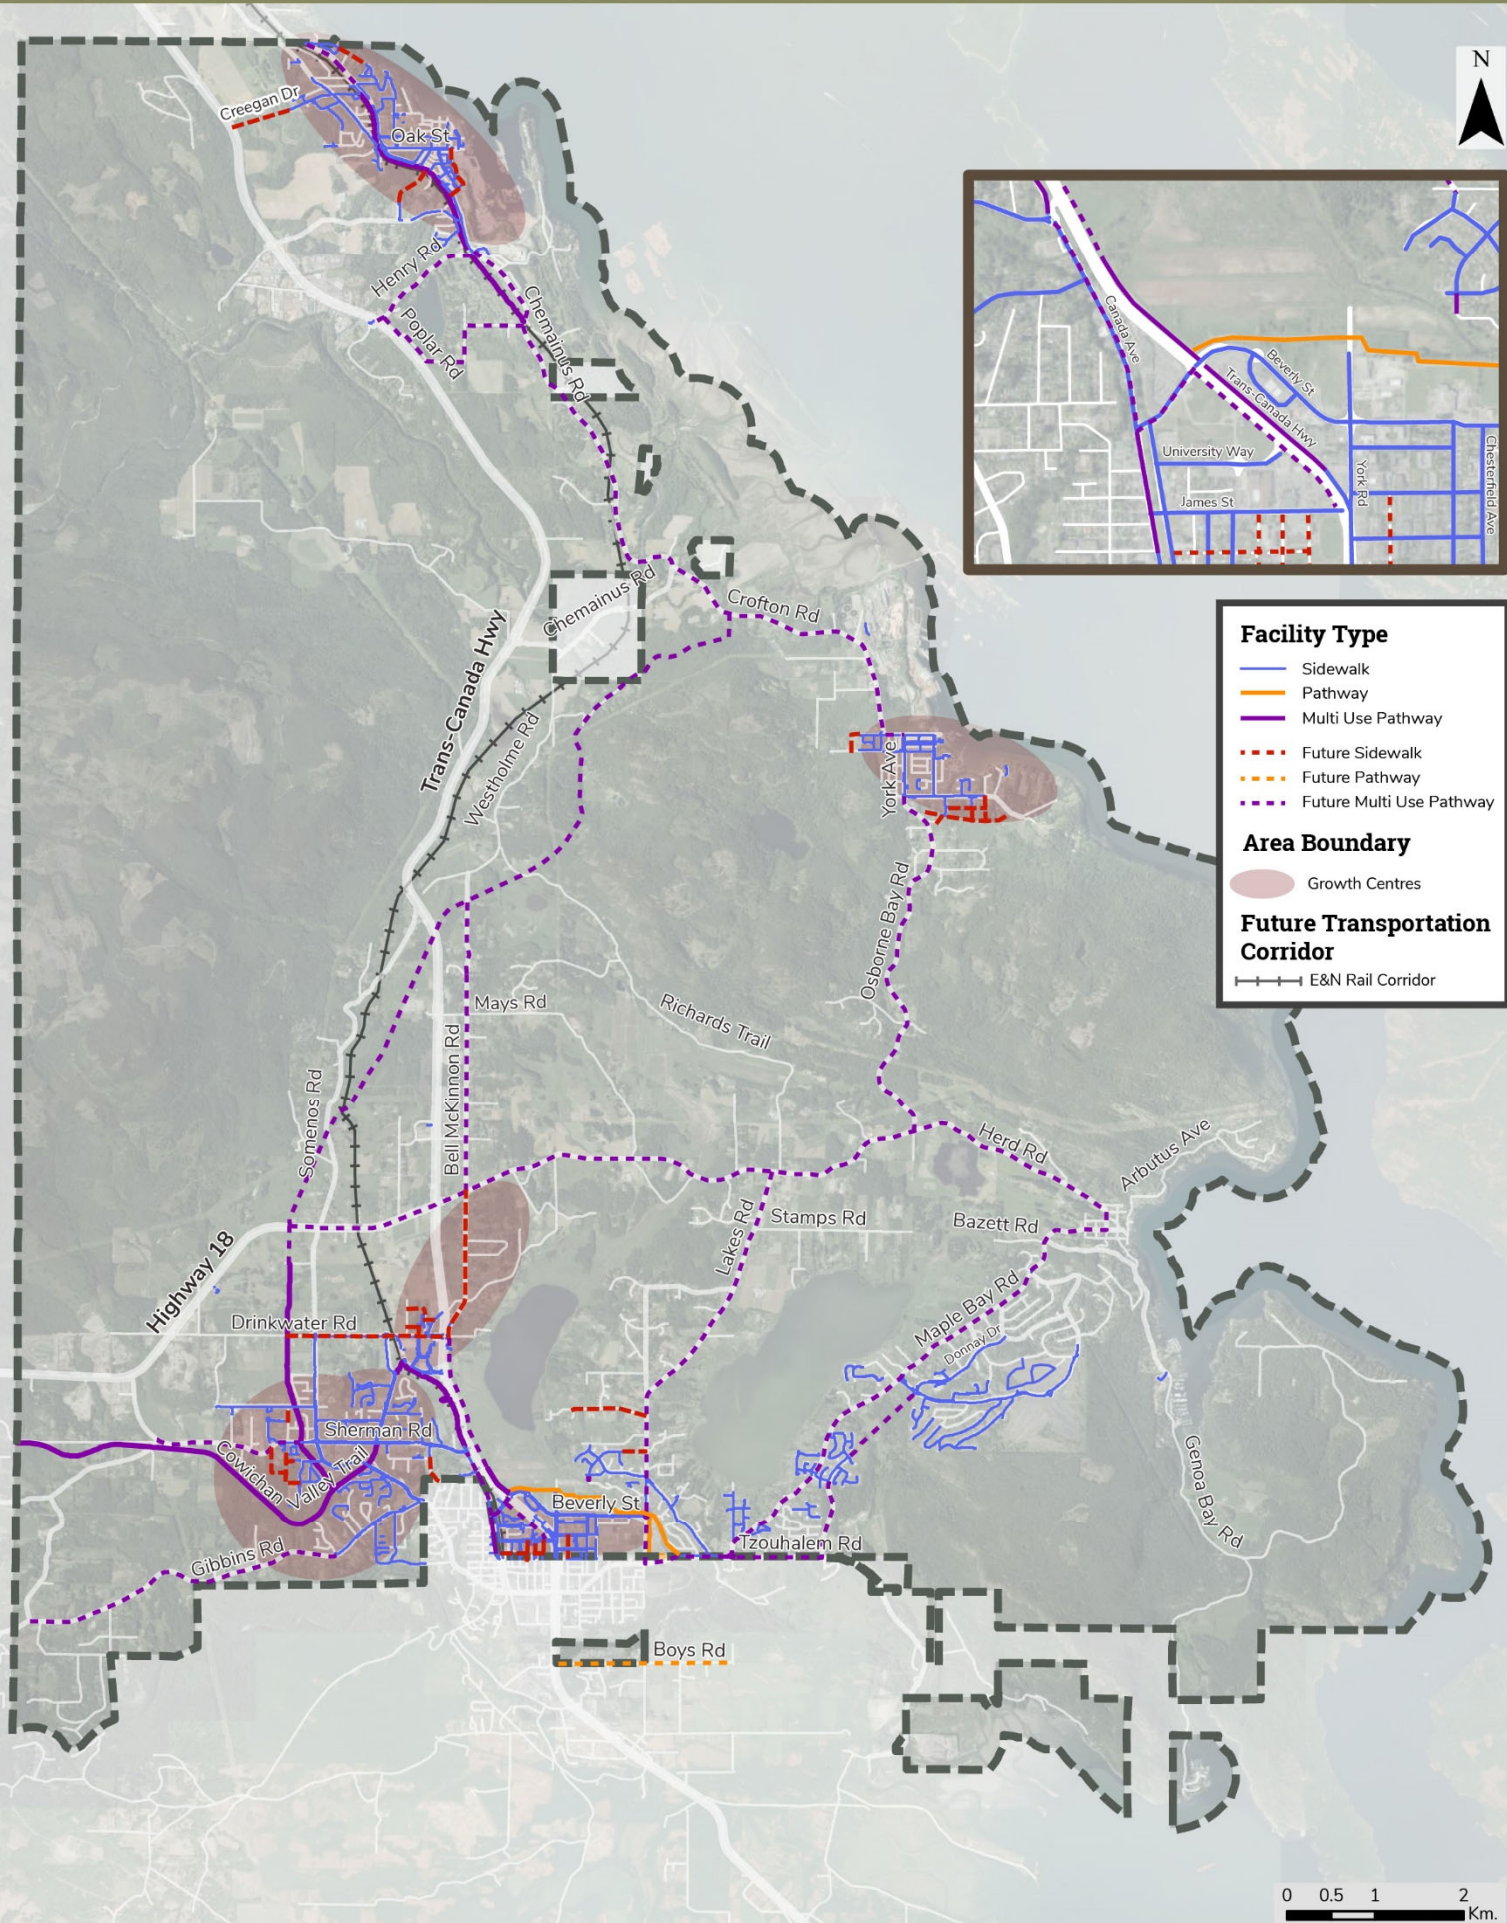 N
Creegan Dr
Oak St
Henry Rd
Poplar Rd
Chemainus Rd
Canada Ave
Beverly St
Trans-Canada Hwy
University Way
James St
York Rd
Chesterfield Ave
Chemainus Rd
Crofton Rd
Trans-Canada Hwy
Westholme Rd
York Ave
Facility Type
Sidewalk
Pathway
Multi Use Pathway
Future Sidewalk
Future Pathway
Future Multi Use Pathway
Area Boundary
Growth Centres
Future Transportation
Corridor
E&N Rail Corridor
Osborne Bay Rd
Mays Rd
Richards Trail
Bell McKinnon Rd
Somenos Rd
Herd Rd
Arbutus Ave
Stamps Rd
Bazett Rd
Lakes Rd
Highway 18
Drinkwater Rd
Maple Bay Rd
Donnay Dr
Sherman Rd
Cowichan
Valley Trail
Genoa Bay Rd
Beverly St
Gibbins Rd
Tzouhalem Rd
Boys Rd
0 0.5 1 2
Km.